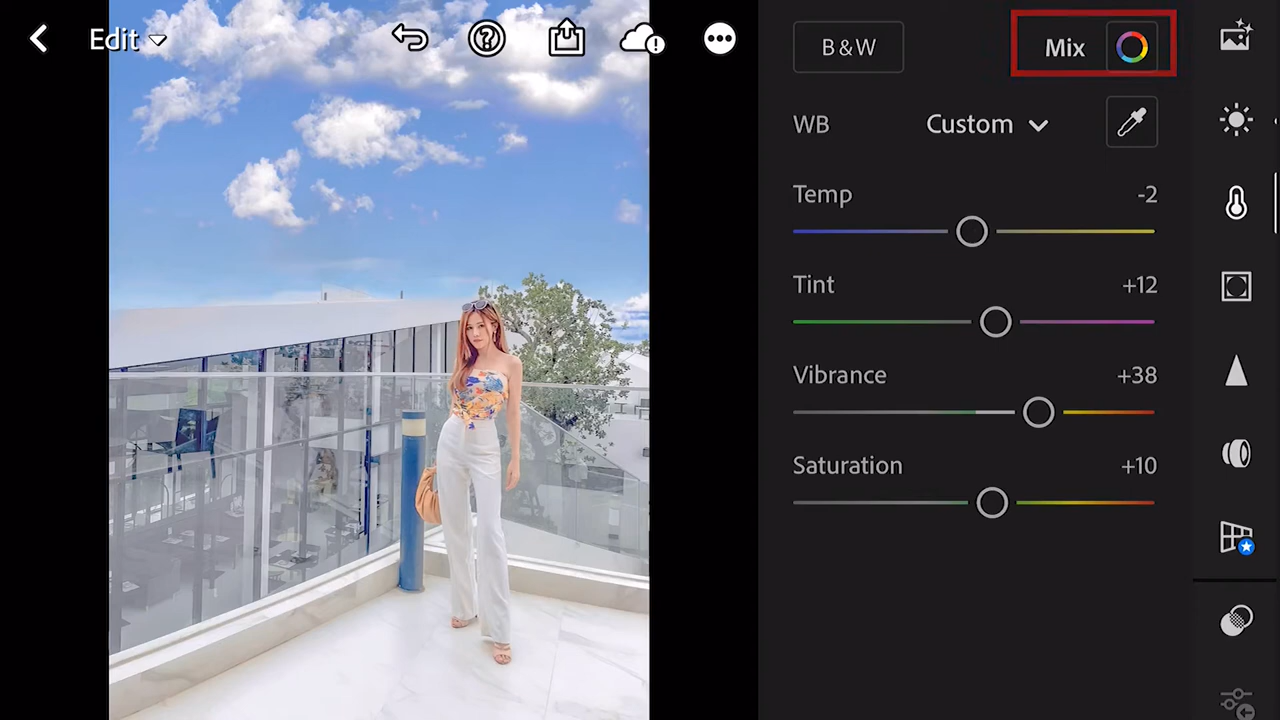 Edit
B&W
Mix
WB Custom
Temp -2
Tint +12
Vibrance +38
Saturation +10